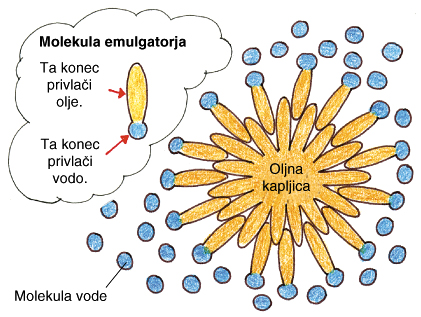 Molekula emulgatorja
Ta konec
privlači
olje.
Ta konec
privlači
vodo.
Oljna
kapljica
Molekula vode